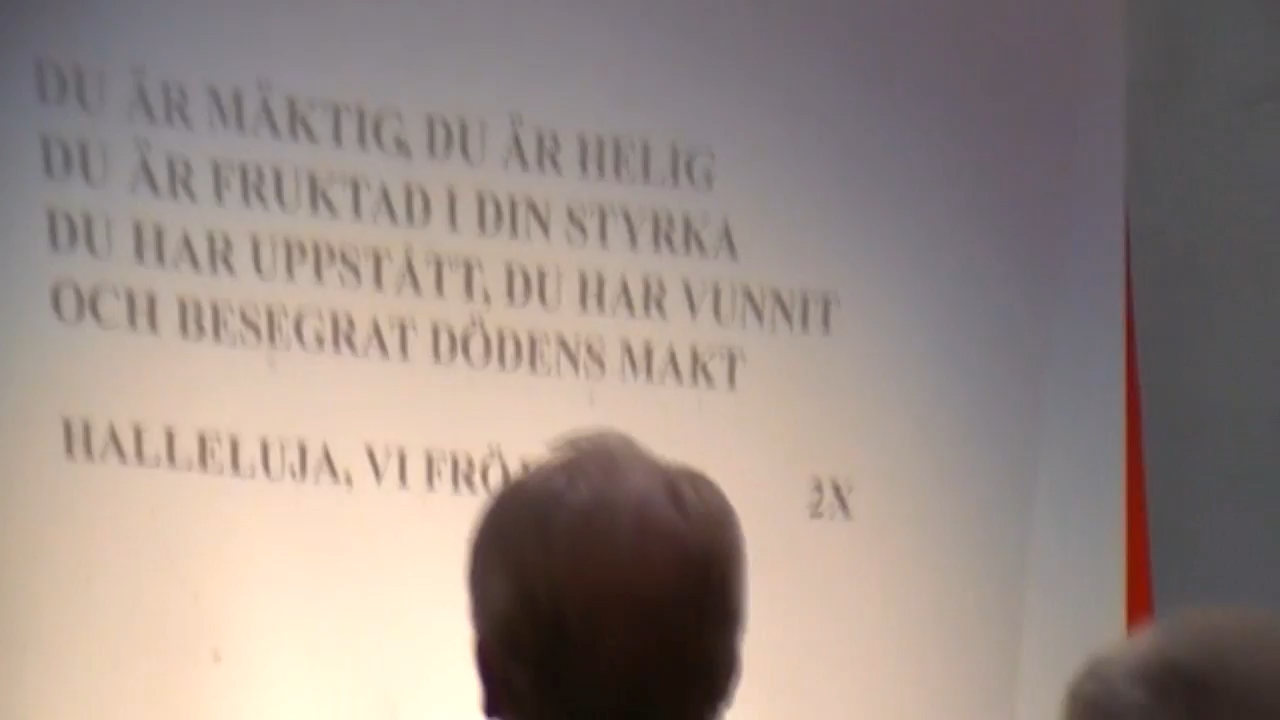 DU ÄR MÄKTIG, DU ÄR HELIG
DU ÄR FRUKTAD I DIN STYRKA
DU HAR UPPSTÅTT, DU HAR VUNNIT
OCH BESEGRAT DÖDENS MAKT
HALLELUJA, VI 2X